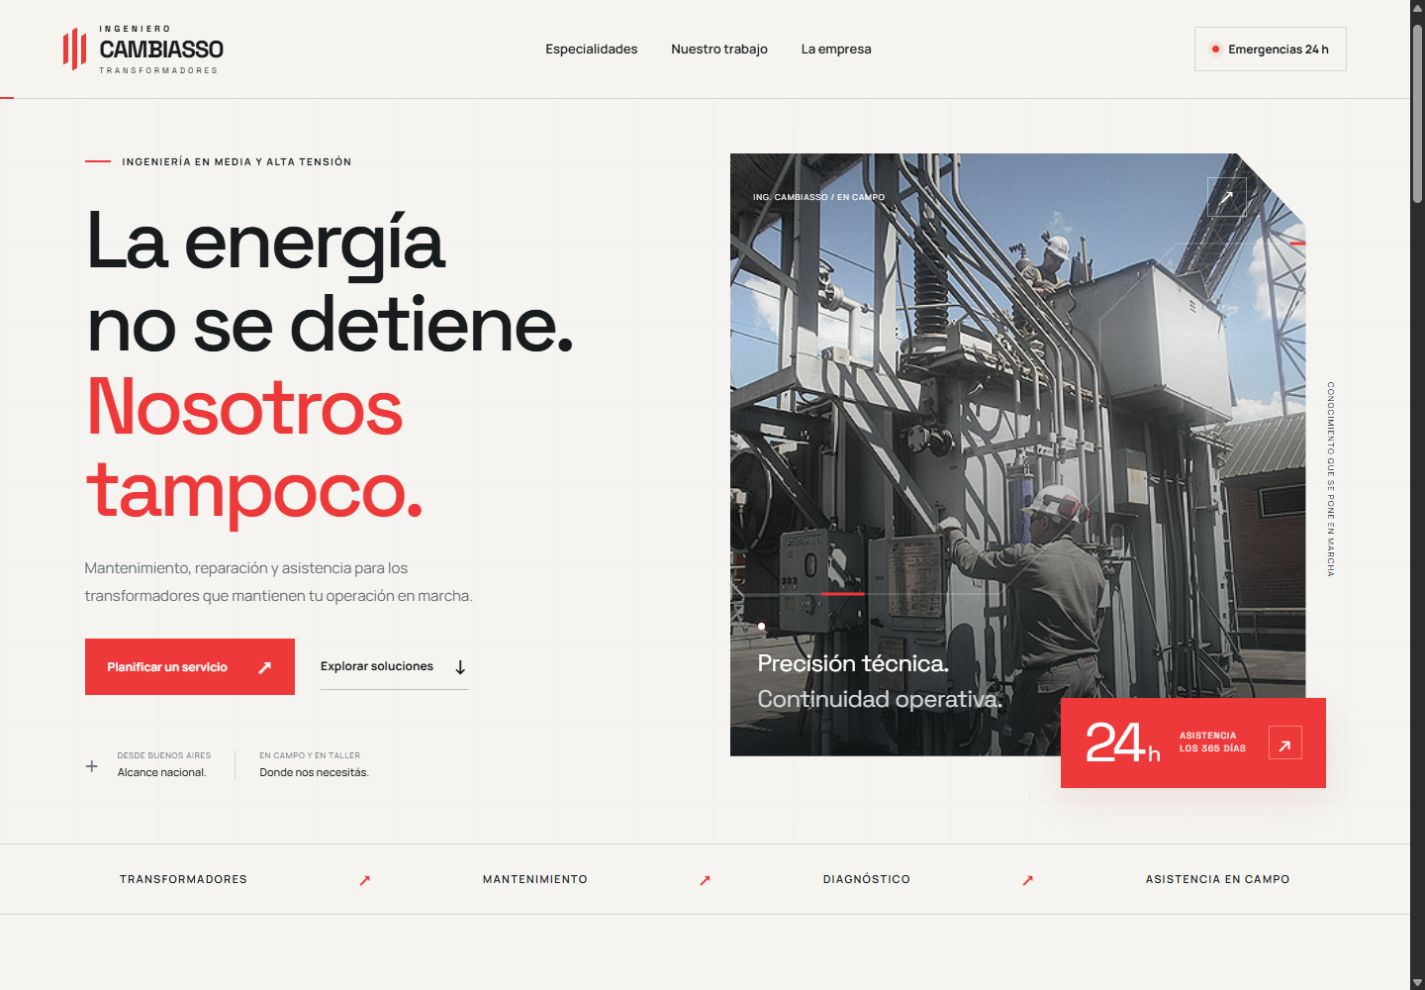 INGENIERO
CAMBIASSO
TRANSFORMADORES
Especialidades
Nuestro trabajo
La empresa
Emergencias 24 h
INGENIERÍA EN MEDIA Y ALTA TENSIÓN
La energía
no se detiene.
Nosotros
tampoco.
Mantenimiento, reparación y asistencia para los
transformadores que mantienen tu operación en marcha.
Planificar un servicio
Explorar soluciones
DESDE BUENOS AIRES
Alcance nacional.
EN CAMPO Y EN TALLER
Donde nos necesitás.
ING. CAMBIASSO / EN CAMPO
Precisión técnica.
Continuidad operativa.
CONOCIMIENTO QUE SE PONE EN MARCHA
24 h
ASISTENCIA
LOS 365 DÍAS
TRANSFORMADORES
MANTENIMIENTO
DIAGNÓSTICO
ASISTENCIA EN CAMPO